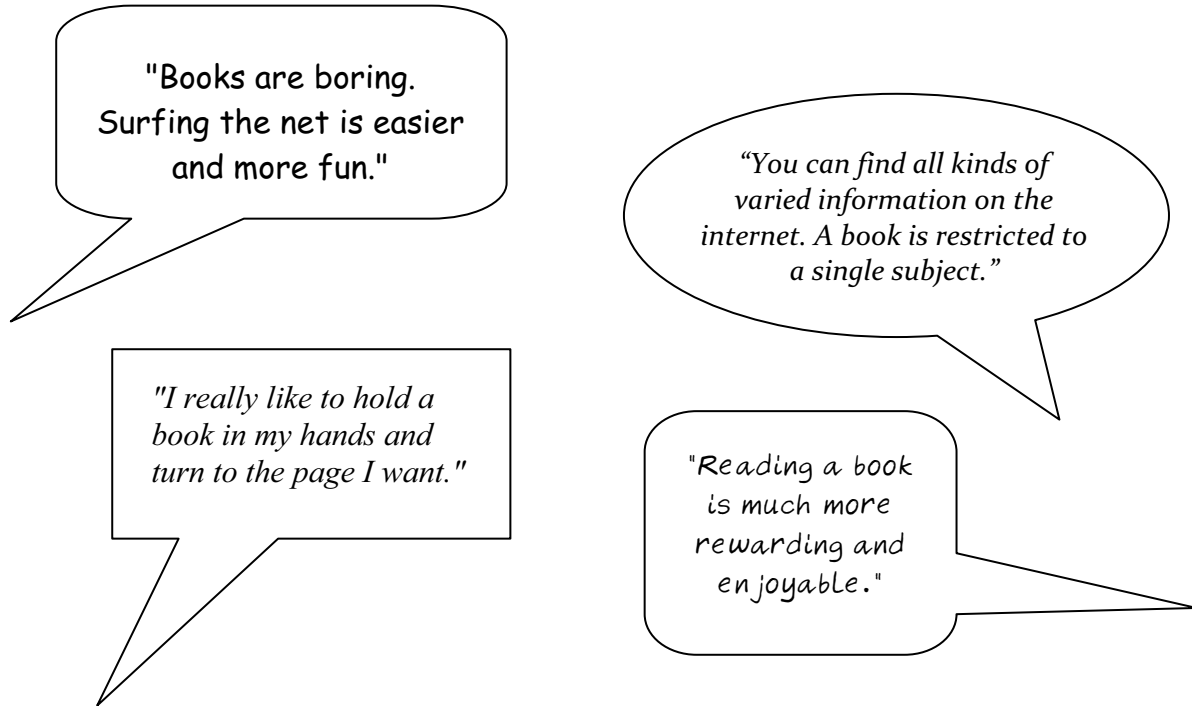 "Books are boring.
Surfing the net is easier
and more fun."
“You can find all kinds of
varied information on the
internet. A book is restricted to
a single subject.”
"I really like to hold a
book in my hands and
turn to the page I want."
"Reading a book
is much more
rewarding and
enjoyable."